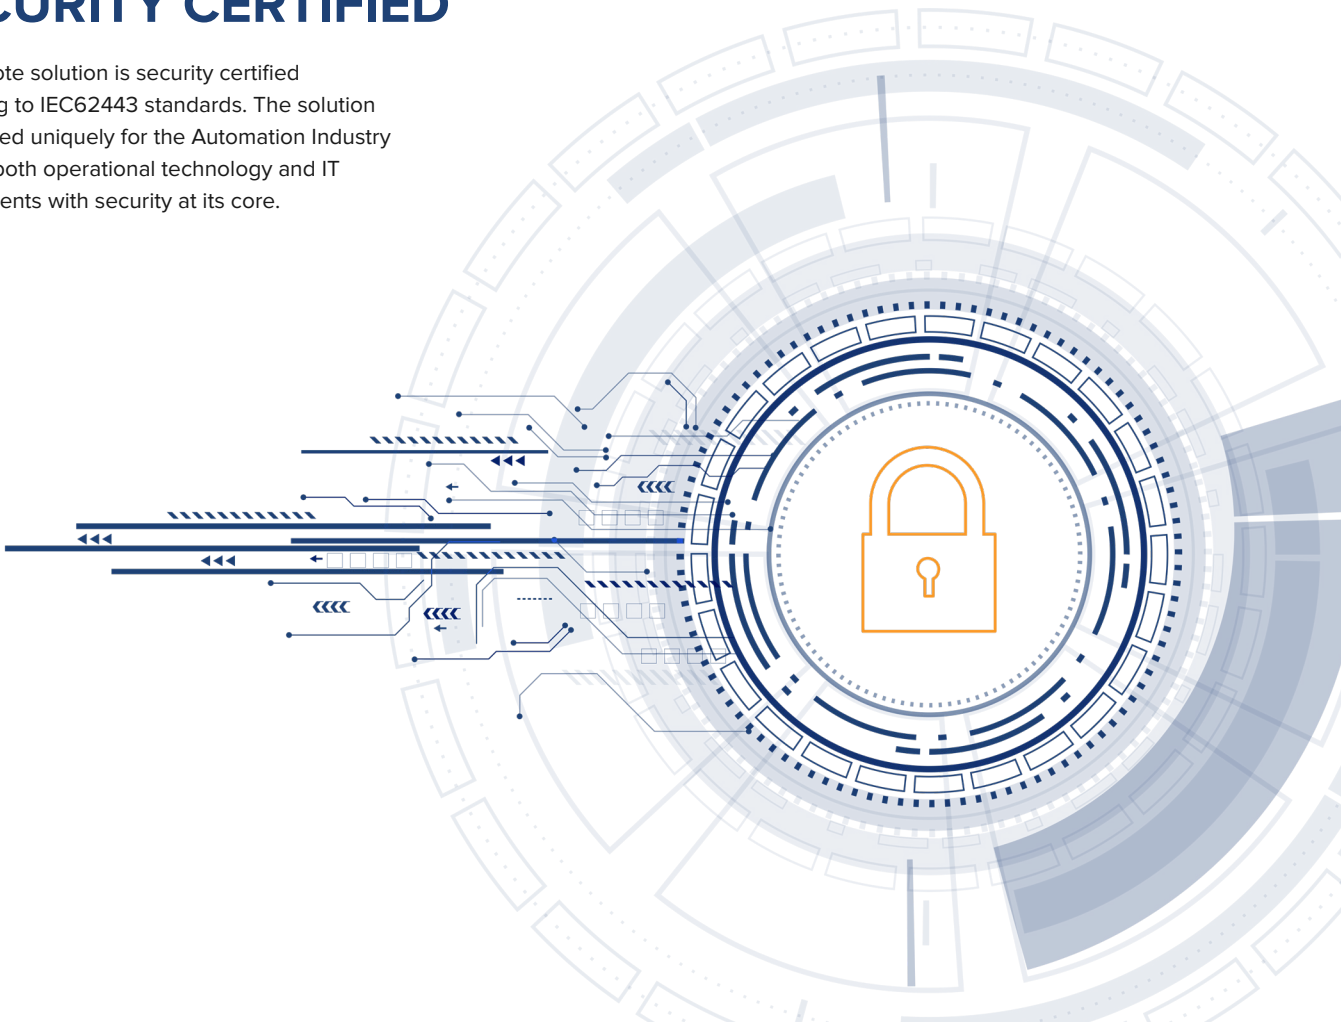 CURITY CERTIFIED
ote solution is security certified
g to IEC62443 standards. The solution
ed uniquely for the Automation Industry
both operational technology and IT
ents with security at its core.